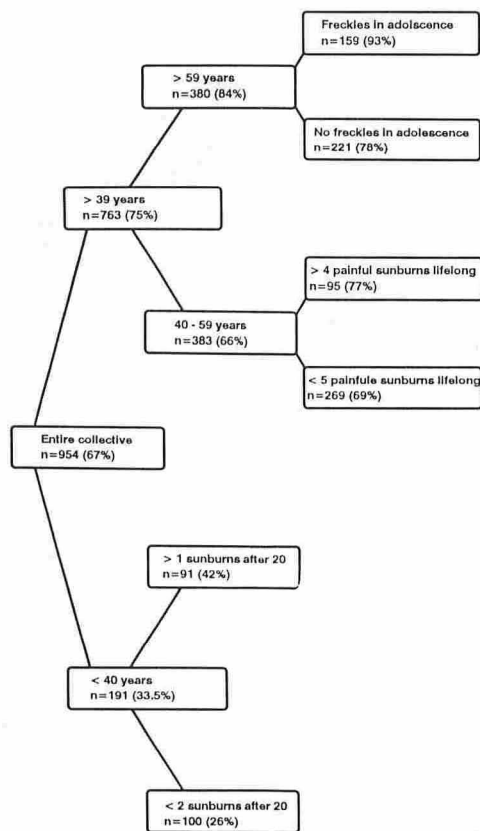 Freckles in adolscence
n=159 (93%)
> 59 years
n=380 (84%)
No freckles in adolescence
n=221 (78%)
> 39 years
n=763 (75%)
> 4 painful sunburns lifelong
n=95 (77%)
40 - 59 years
n=383 (66%)
< 5 painfule sunburns lifelong
n=269 (69%)
Entire collective
n=954 (67%)
> 1 sunburns after 20
n=91 (42%)
< 40 years
n=191 (33.5%)
< 2 sunburns after 20
n=100 (26%)